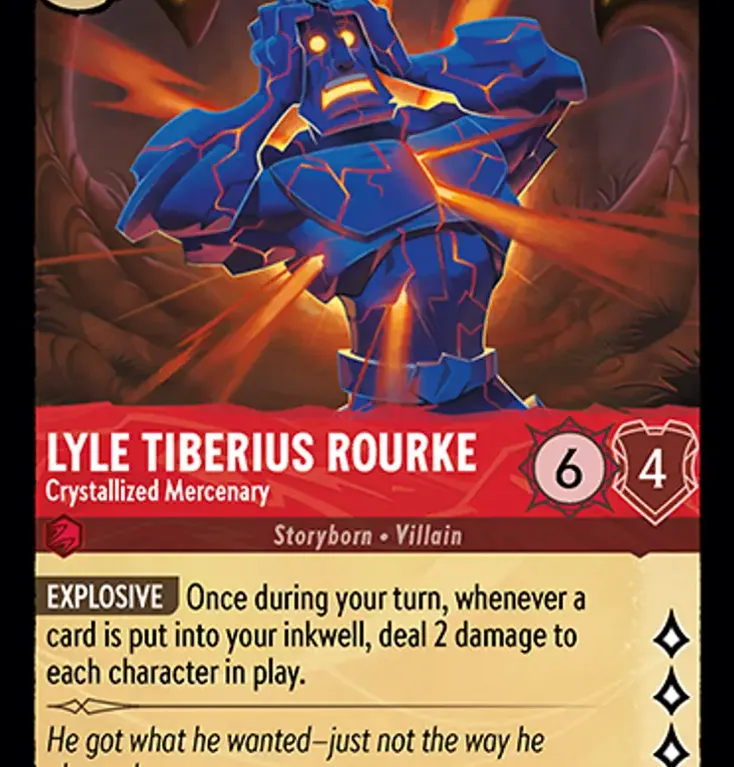 LYLE TIBERIUS ROURKE
Crystallized Mercenary
6
4
Storyborn • Villain
EXPLOSIVE Once during your turn, whenever a
card is put into your inkwell, deal 2 damage to
each character in play.
He got what he wanted–just not the way he